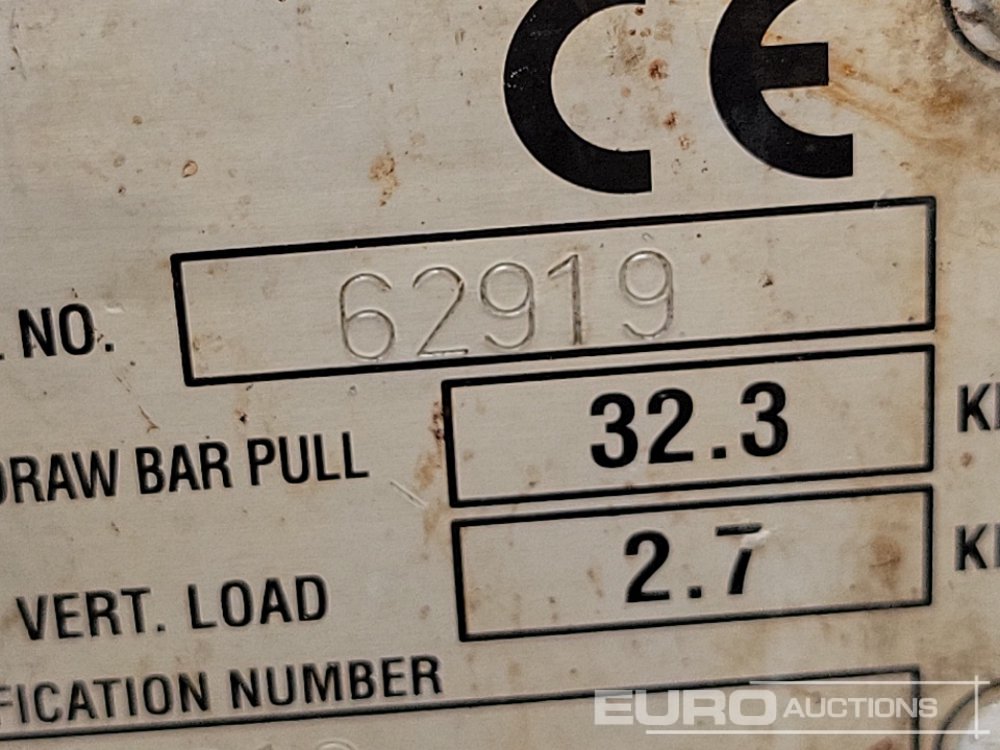 CE
NO. 62919
DRAW BAR PULL 32.3
VERT. LOAD 2.7
FICATION NUMBER
EURO AUCTIONS